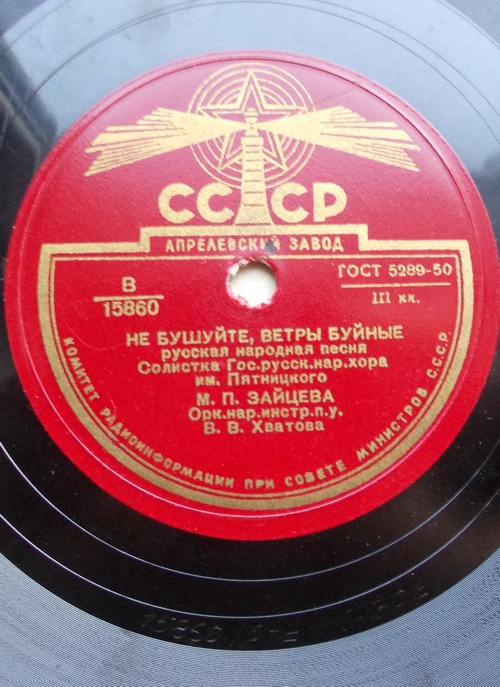 СССР
АПРЕЛЕВСКИЙ ЗАВОД
В
15860
ГОСТ 5289-50
III кл.
НЕ БУШУЙТЕ, ВЕТРЫ БУЙНЫЕ
русская народная песня
Солистка Гос.русск.нар.хора
им. Пятницкого
М. П. ЗАЙЦЕВА
Орк.нар.инстр.п.у.
В. В. Хватова
КОМИТЕТ РАДИОИНФОРМАЦИИ ПРИ СОВЕТЕ МИНИСТРОВ С.С.С.Р.